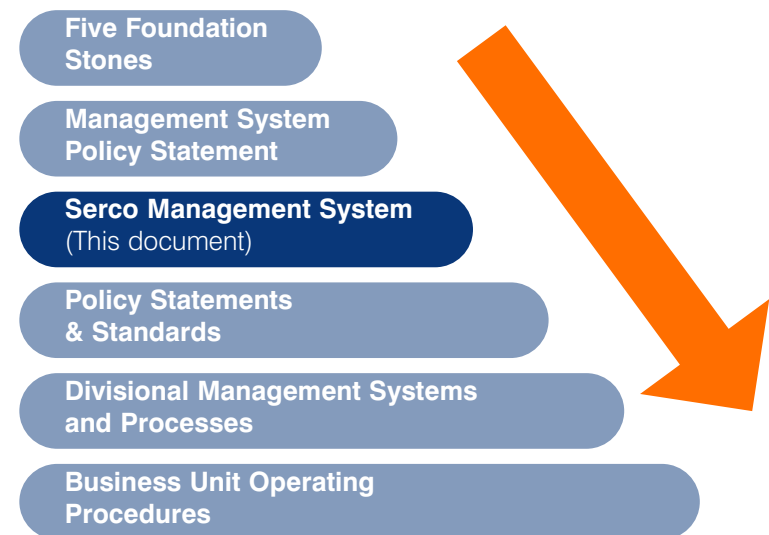 Five Foundation
Stones
Management System
Policy Statement
Serco Management System
(This document)
Policy Statements
& Standards
Divisional Management Systems
and Processes
Business Unit Operating
Procedures